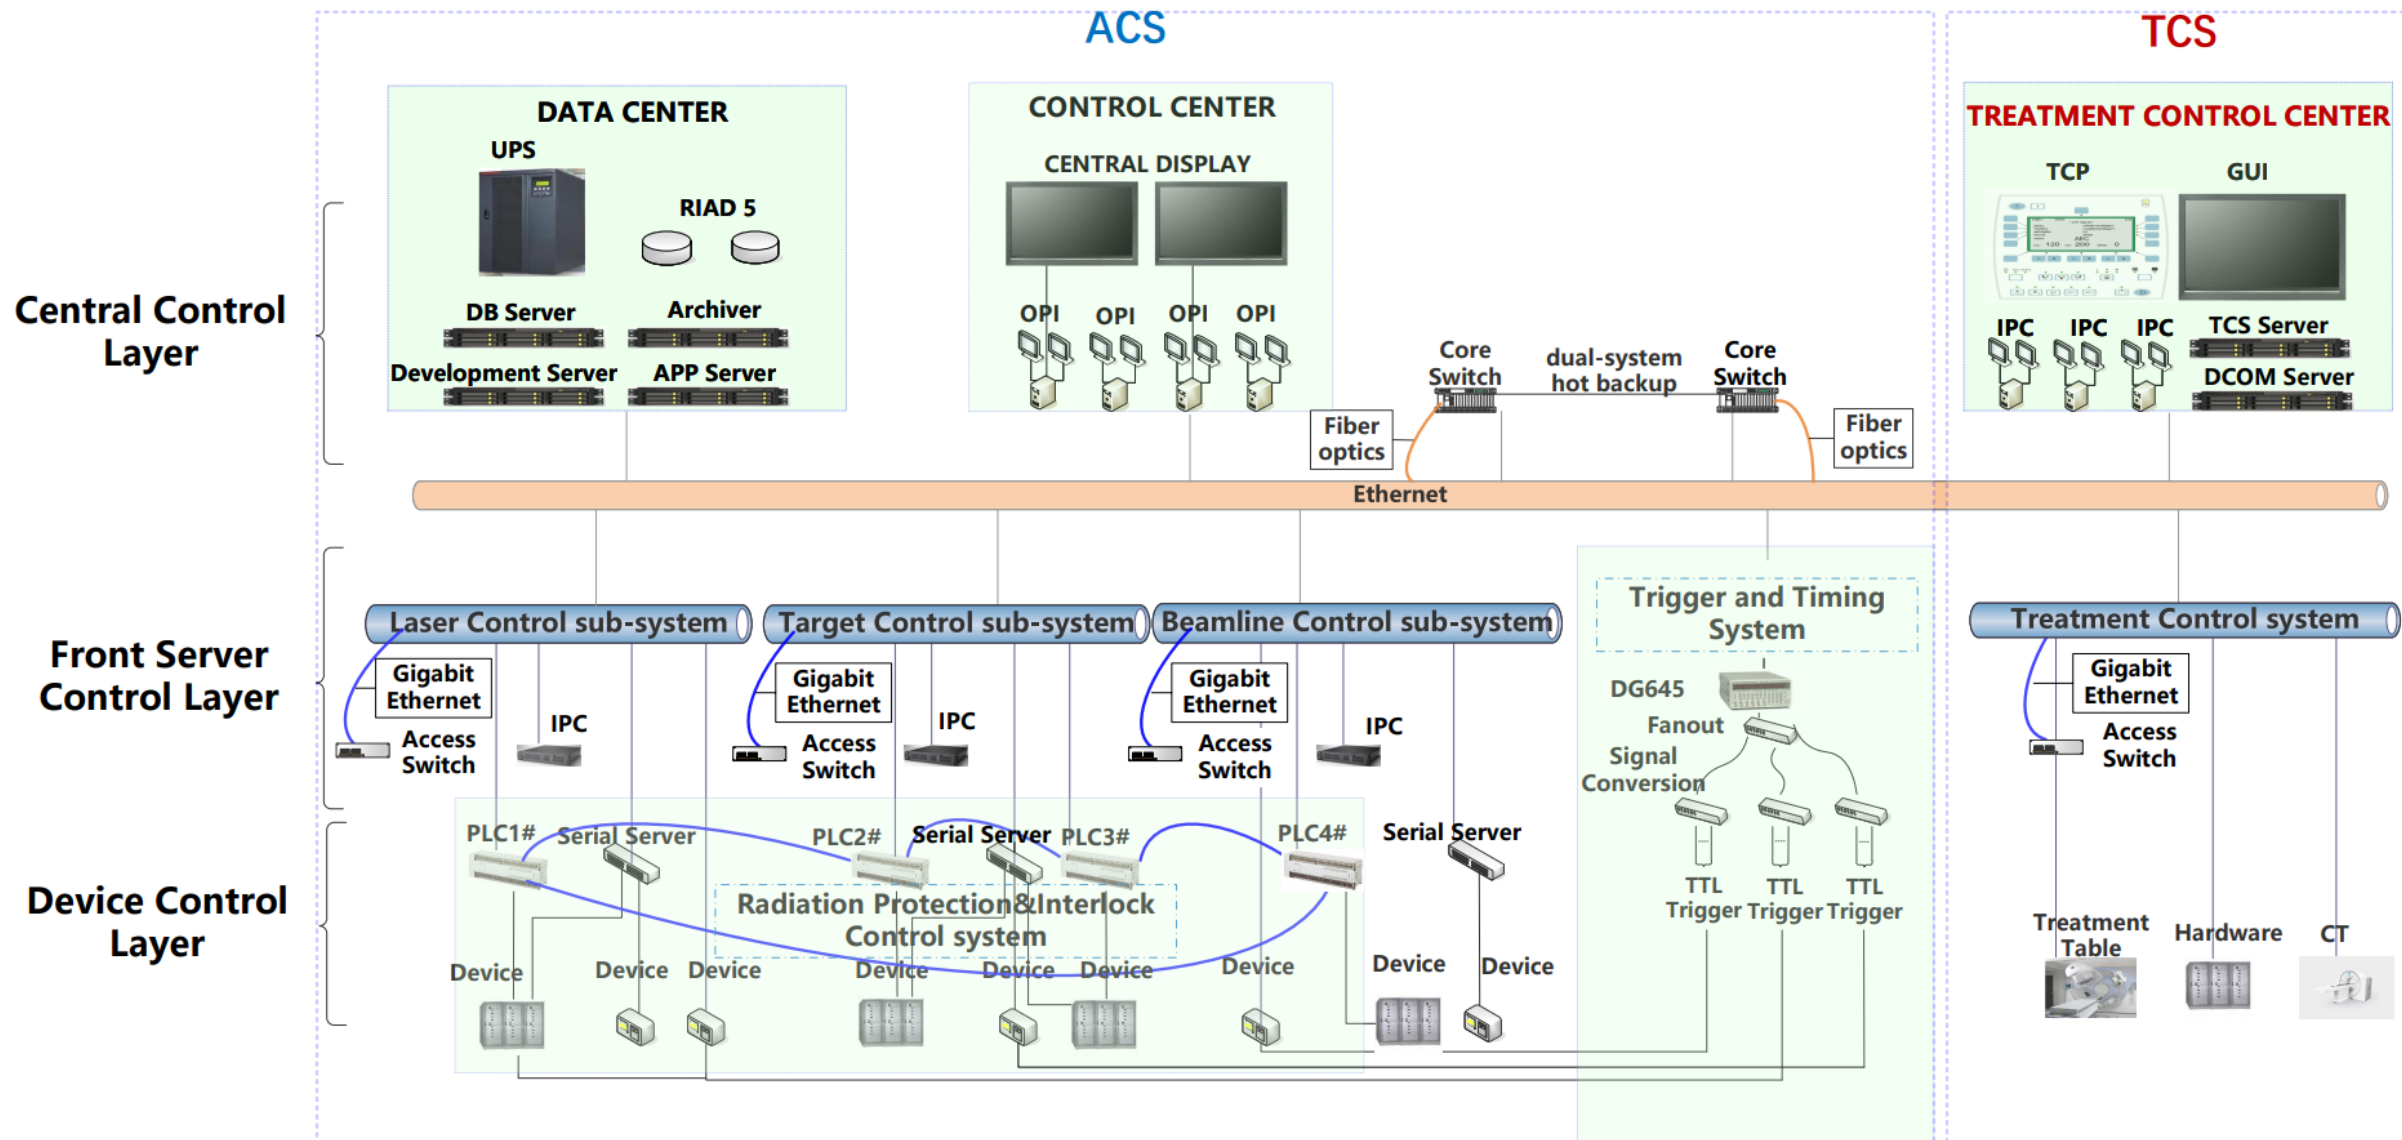 ACS
TCS
DATA CENTER
UPS
RIAD 5
DB Server
Archiver
Development Server
APP Server
CONTROL CENTER
CENTRAL DISPLAY
OPI
OPI
OPI
OPI
Core
Switch
dual-system
hot backup
Core
Switch
Fiber
optics
Fiber
optics
TREATMENT CONTROL CENTER
TCP
GUI
IPC
IPC
IPC
TCS Server
DCOM Server
Central Control
Layer
Ethernet
Front Server
Control Layer
Laser Control sub-system
Gigabit
Ethernet
Access
Switch
IPC
Target Control sub-system
Gigabit
Ethernet
Access
Switch
IPC
Beamline Control sub-system
Gigabit
Ethernet
Access
Switch
IPC
Trigger and Timing
System
DG645
Fanout
Signal
Conversion
TTL
Trigger
TTL
Trigger
TTL
Trigger
Treatment Control system
Gigabit
Ethernet
Access
Switch
Device Control
Layer
PLC1#
Serial Server
PLC2#
Serial Server
PLC3#
PLC4#
Serial Server
Radiation Protection&Interlock
Control system
Device
Device
Device
Device
Device
Device
Device
Device
Device
Treatment
Table
Hardware
CT